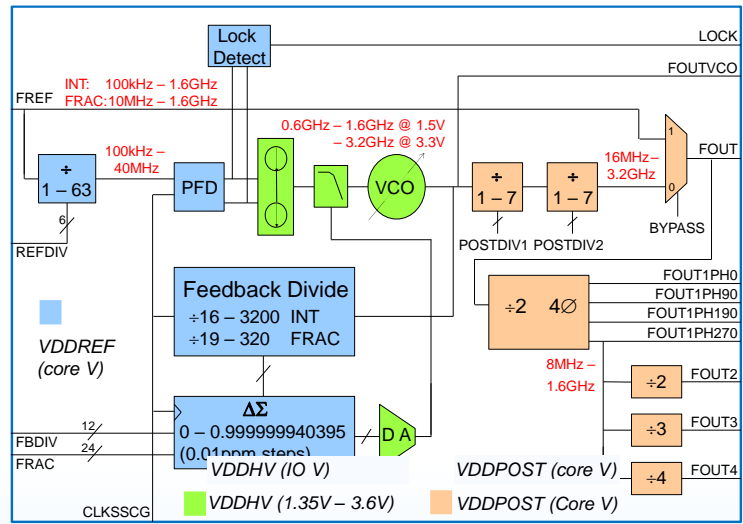 Lock
Detect
LOCK
FOUTVCO
INT: 100kHz – 1.6GHz
FREF
FRAC:10MHz – 1.6GHz
0.6GHz – 1.6GHz @ 1.5V
– 3.2GHz @ 3.3V
100kHz –
40MHz
÷
1 – 63
PFD
VCO
÷
1 – 7
÷
1 – 7
16MHz –
3.2GHz
1
0
FOUT
6
REFDIV
POSTDIV1
POSTDIV2
BYPASS
Feedback Divide
÷16 – 3200 INT
÷19 – 320 FRAC
÷2 4∅
FOUT1PH0
FOUT1PH90
FOUT1PH190
FOUT1PH270
VDDREF
(core V)
8MHz –
1.6GHz
÷2
FOUT2
ΔΣ
0 – 0.999999940395
(0.01ppm steps)
D A
12
FBDIV
24
FRAC
÷3
FOUT3
÷4
FOUT4
VDDHV (IO V)
VDDPOST (core V)
VDDHV (1.35V – 3.6V)
VDDPOST (Core V)
CLKSSCG